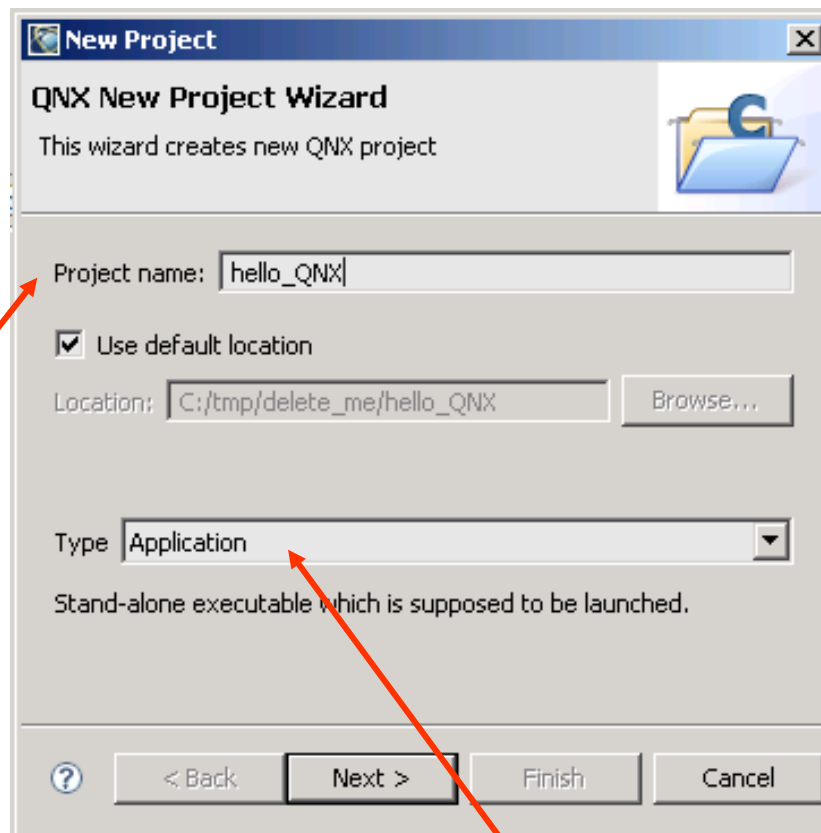 New Project
QNX New Project Wizard
This wizard creates new QNX project
Project name: hello_QNX
Use default location
Location: C:/tmp/delete_me/hello_QNX Browse...
Type Application
Stand-alone executable which is supposed to be launched.
? < Back Next > Finish Cancel